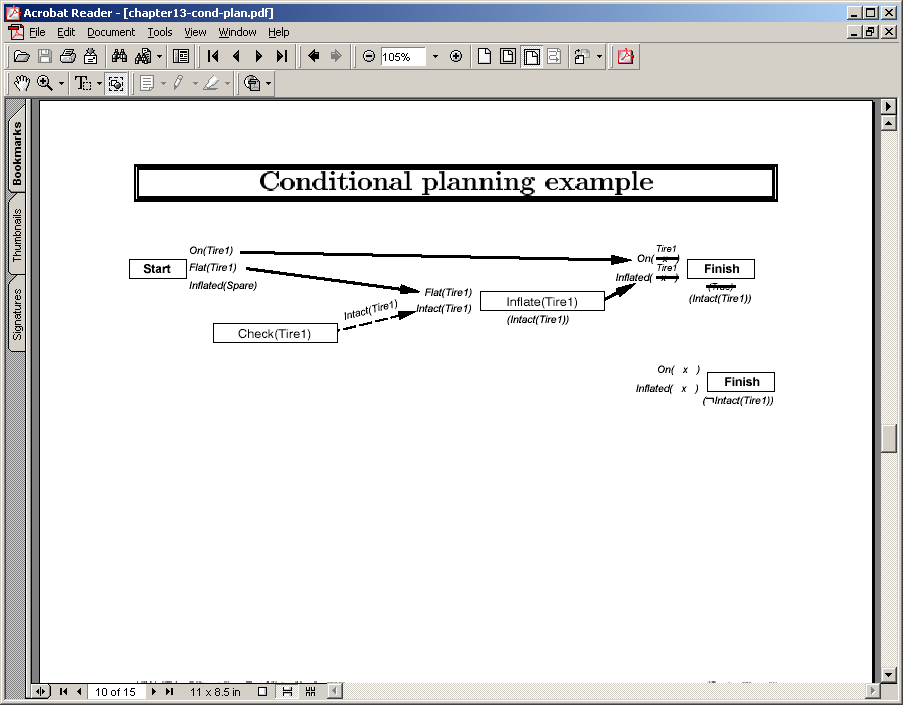 Acrobat Reader - [chapter13-cond-plan.pdf]
File Edit Document Tools View Window Help
105%
Bookmarks
Thumbnails
Signatures
Conditional planning example
Start
On(Tire1)
Flat(Tire1)
Inflated(Spare)
Check(Tire1)
Intact(Tire1)
Flat(Tire1)
Intact(Tire1)
Inflate(Tire1)
(Intact(Tire1))
Tire1
On( x )
Tire1
Inflated( x )
Finish
(True)
(Intact(Tire1))
On( x )
Inflated( x )
Finish
(¬Intact(Tire1))
10 of 15
11 x 8.5 in